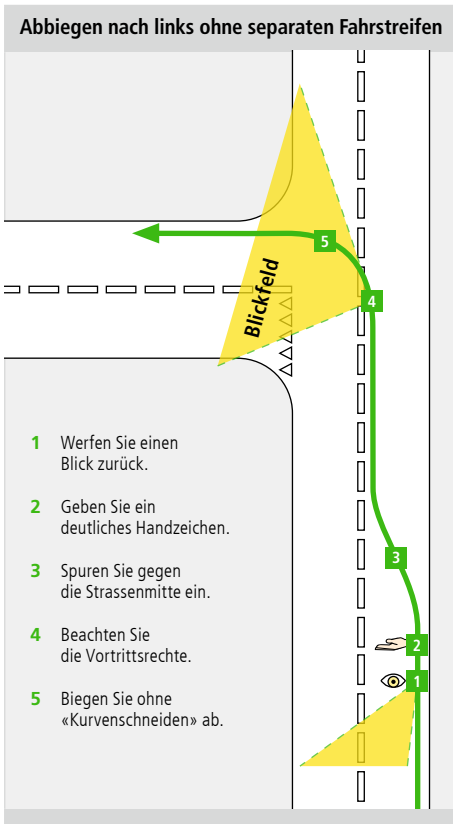 Abbiegen nach links ohne separaten Fahrstreifen
5
4
Blickfeld
1 Werfen Sie einen
Blick zurück.
2 Geben Sie ein
deutliches Handzeichen.
3 Spuren Sie gegen
die Strassenmitte ein.
4 Beachten Sie
die Vortrittsrechte.
5 Biegen Sie ohne
«Kurvenschneiden» ab.
3
2
1